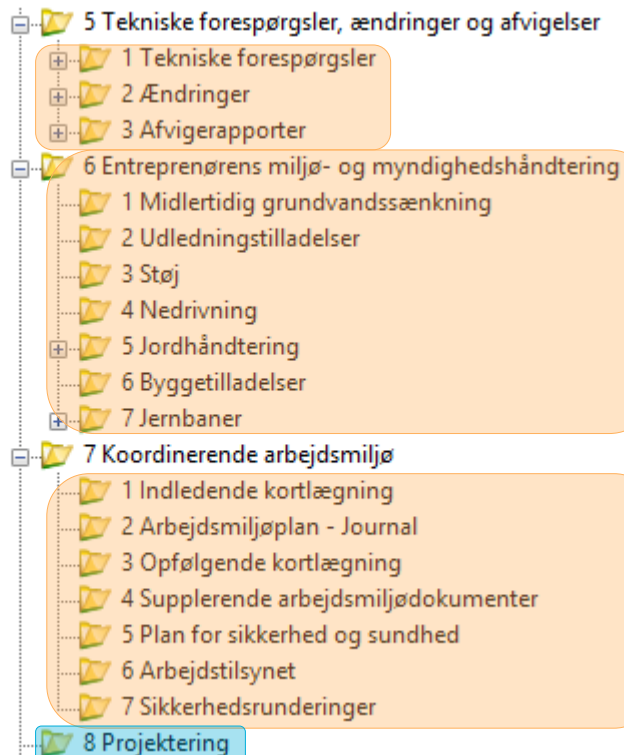 5 Tekniske forespørgsler, ændringer og afvigelser
1 Tekniske forespørgsler
2 Ændringer
3 Afvigerapporter
6 Entreprenørens miljø- og myndighedshåndtering
1 Midlertidig grundvandssænkning
2 Udledningstilladelser
3 Støj
4 Nedrivning
5 Jordhåndtering
6 Byggetilladelser
7 Jernbaner
7 Koordinerende arbejdsmiljø
1 Indledende kortlægning
2 Arbejdsmiljøplan - Journal
3 Opfølgende kortlægning
4 Supplerende arbejdsmiljødokumenter
5 Plan for sikkerhed og sundhed
6 Arbejdstilsynet
7 Sikkerhedsrunderinger
8 Projektering